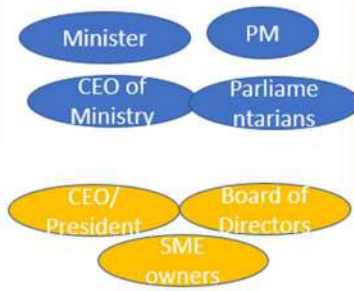 Minister
PM
CEO of
Ministry
Parliame
ntarians
CEO/
President
Board of
Directors
SME
owners